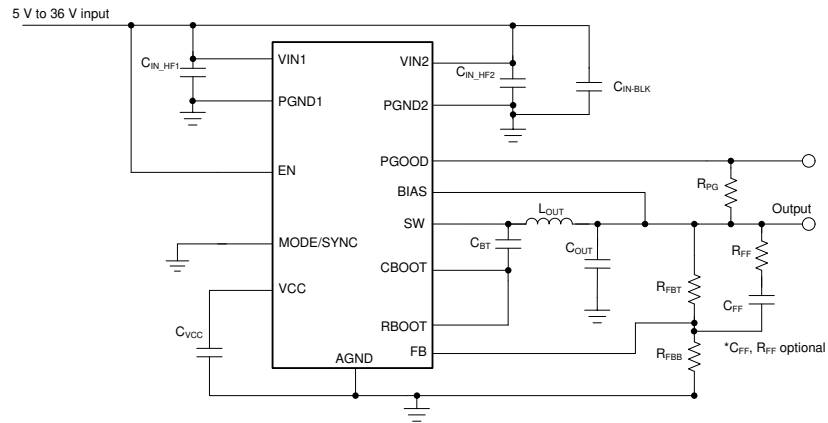 5 V to 36 V input
VIN1
VIN2
C_IN_HF1
C_IN_HF2
C_IN-BLK
PGND1
PGND2
EN
PGOOD
BIAS
R_PG
Output
SW
L_OUT
MODE/SYNC
C_BT
C_OUT
R_FF
CBOOT
VCC
R_FBT
C_FF
RBOOT
C_VCC
FB
*C_FF, R_FF optional
R_FBB
AGND